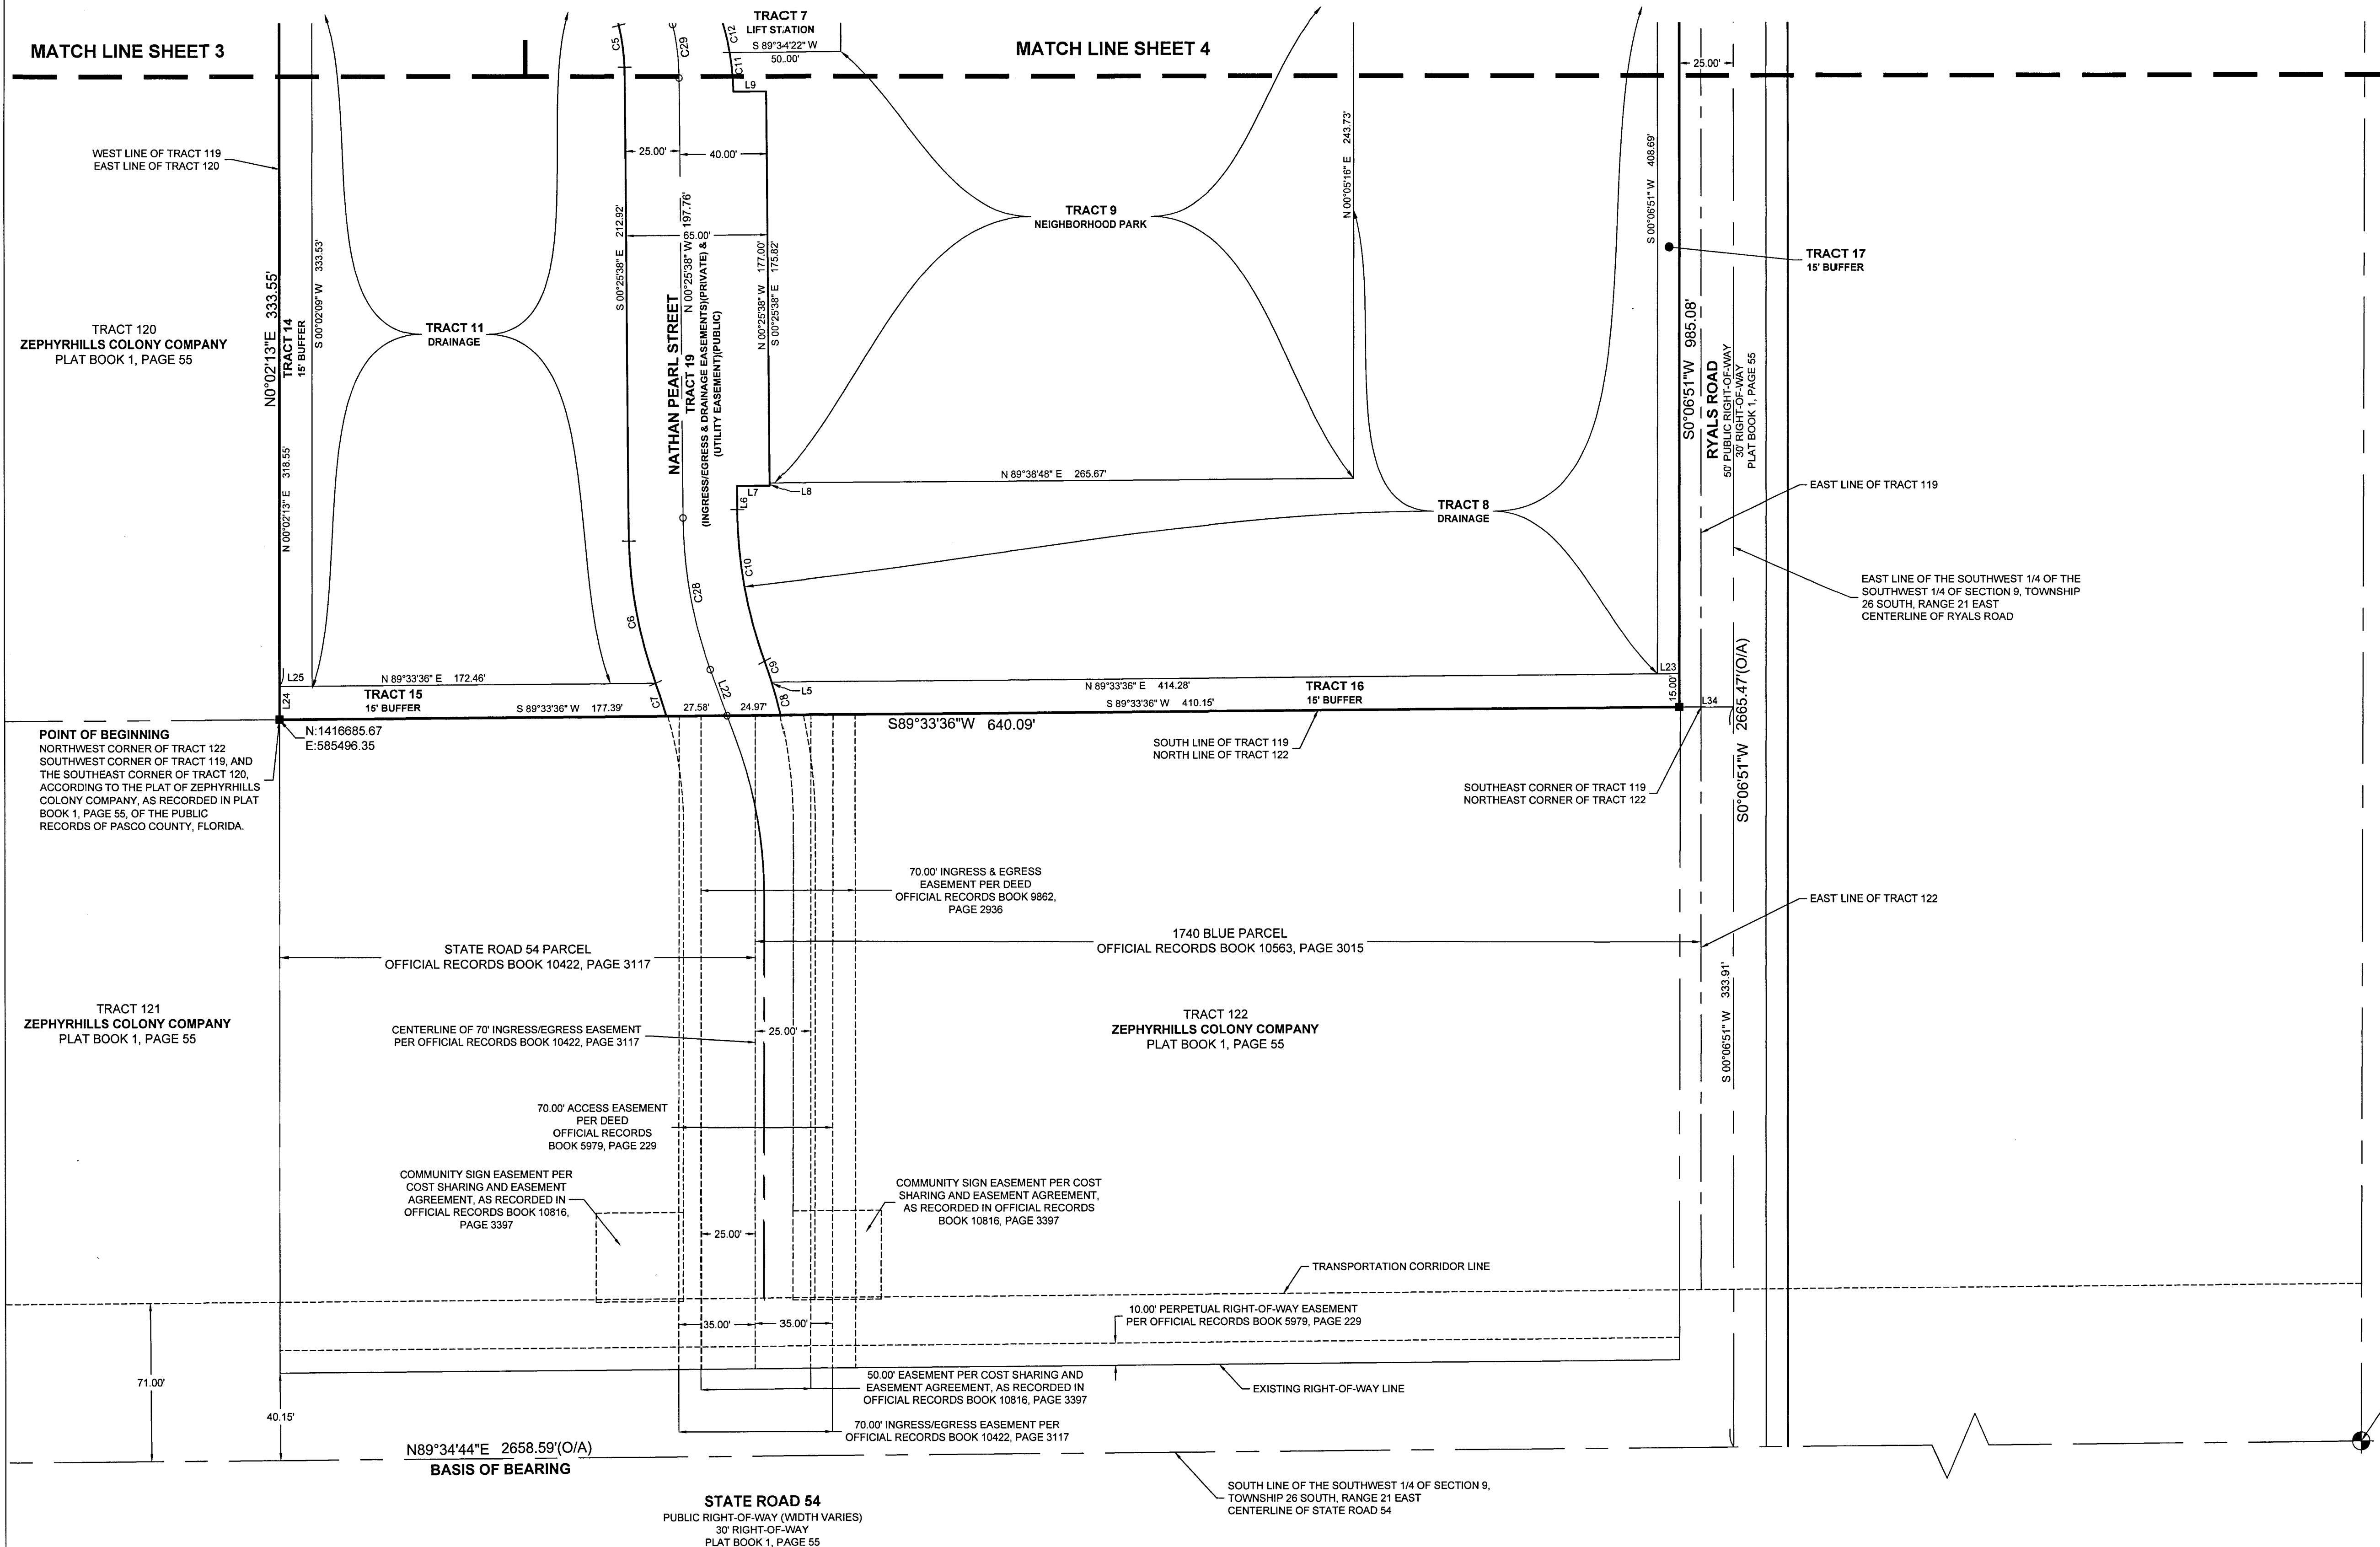 MATCH LINE SHEET 3
MATCH LINE SHEET 4
TRACT 7
LIFT STATION
S 89°34'22" W
50.00'
C5
C29
C12
C11
L9
25.00'
WEST LINE OF TRACT 119
EAST LINE OF TRACT 120
25.00'
40.00'
65.00'
N0°02'13"E 333.55'
TRACT 14
15' BUFFER
S 00°02'09" W 333.53'
N 00°02'13" E 318.55'
TRACT 120
ZEPHYRHILLS COLONY COMPANY
PLAT BOOK 1, PAGE 55
TRACT 11
DRAINAGE
S 00°25'38" E 212.92'
NATHAN PEARL STREET
N 00°25'38" W 197.76'
TRACT 19
(INGRESS/EGRESS & DRAINAGE EASEMENTS)(PRIVATE) &
(UTILITY EASEMENT)(PUBLIC)
N 00°25'38" W 177.00'
S 00°25'38" E 175.82'
TRACT 9
NEIGHBORHOOD PARK
N 00°05'16" E 243.73'
S 00°06'51" W 408.69'
TRACT 17
15' BUFFER
S0°06'51"W 985.08'
RYALS ROAD
50' PUBLIC RIGHT-OF-WAY
30' RIGHT-OF-WAY
PLAT BOOK 1, PAGE 55
N 89°38'48" E 265.67'
L7
L8
L6
EAST LINE OF TRACT 119
TRACT 8
DRAINAGE
C10
C28
C6
EAST LINE OF THE SOUTHWEST 1/4 OF THE
SOUTHWEST 1/4 OF SECTION 9, TOWNSHIP
26 SOUTH, RANGE 21 EAST
CENTERLINE OF RYALS ROAD
L25
L24
N 89°33'36" E 172.46'
TRACT 15
15' BUFFER
S 89°33'36" W 177.39'
C7
L22
C9
C8
L5
27.58'
24.97'
N 89°33'36" E 414.28'
S 89°33'36" W 410.15'
TRACT 16
15' BUFFER
L23
15.00'
L34
S0°06'51"W 2665.47'(O/A)
N:1416685.67
E:585496.35
S89°33'36"W 640.09'
POINT OF BEGINNING
NORTHWEST CORNER OF TRACT 122
SOUTHWEST CORNER OF TRACT 119, AND
THE SOUTHEAST CORNER OF TRACT 120,
ACCORDING TO THE PLAT OF ZEPHYRHILLS
COLONY COMPANY, AS RECORDED IN PLAT
BOOK 1, PAGE 55, OF THE PUBLIC
RECORDS OF PASCO COUNTY, FLORIDA.
SOUTH LINE OF TRACT 119
NORTH LINE OF TRACT 122
SOUTHEAST CORNER OF TRACT 119
NORTHEAST CORNER OF TRACT 122
70.00' INGRESS & EGRESS
EASEMENT PER DEED
OFFICIAL RECORDS BOOK 9862,
PAGE 2936
EAST LINE OF TRACT 122
STATE ROAD 54 PARCEL
OFFICIAL RECORDS BOOK 10422, PAGE 3117
1740 BLUE PARCEL
OFFICIAL RECORDS BOOK 10563, PAGE 3015
S 00°06'51" W 333.91'
TRACT 121
ZEPHYRHILLS COLONY COMPANY
PLAT BOOK 1, PAGE 55
CENTERLINE OF 70' INGRESS/EGRESS EASEMENT
PER OFFICIAL RECORDS BOOK 10422, PAGE 3117
25.00'
TRACT 122
ZEPHYRHILLS COLONY COMPANY
PLAT BOOK 1, PAGE 55
70.00' ACCESS EASEMENT
PER DEED
OFFICIAL RECORDS
BOOK 5979, PAGE 229
COMMUNITY SIGN EASEMENT PER
COST SHARING AND EASEMENT
AGREEMENT, AS RECORDED IN
OFFICIAL RECORDS BOOK 10816,
PAGE 3397
COMMUNITY SIGN EASEMENT PER COST
SHARING AND EASEMENT AGREEMENT,
AS RECORDED IN OFFICIAL RECORDS
BOOK 10816, PAGE 3397
25.00'
TRANSPORTATION CORRIDOR LINE
35.00'
35.00'
10.00' PERPETUAL RIGHT-OF-WAY EASEMENT
PER OFFICIAL RECORDS BOOK 5979, PAGE 229
71.00'
40.15'
50.00' EASEMENT PER COST SHARING AND
EASEMENT AGREEMENT, AS RECORDED IN
OFFICIAL RECORDS BOOK 10816, PAGE 3397
EXISTING RIGHT-OF-WAY LINE
70.00' INGRESS/EGRESS EASEMENT PER
OFFICIAL RECORDS BOOK 10422, PAGE 3117
N89°34'44"E 2658.59'(O/A)
BASIS OF BEARING
SOUTH LINE OF THE SOUTHWEST 1/4 OF SECTION 9,
TOWNSHIP 26 SOUTH, RANGE 21 EAST
CENTERLINE OF STATE ROAD 54
STATE ROAD 54
PUBLIC RIGHT-OF-WAY (WIDTH VARIES)
30' RIGHT-OF-WAY
PLAT BOOK 1, PAGE 55